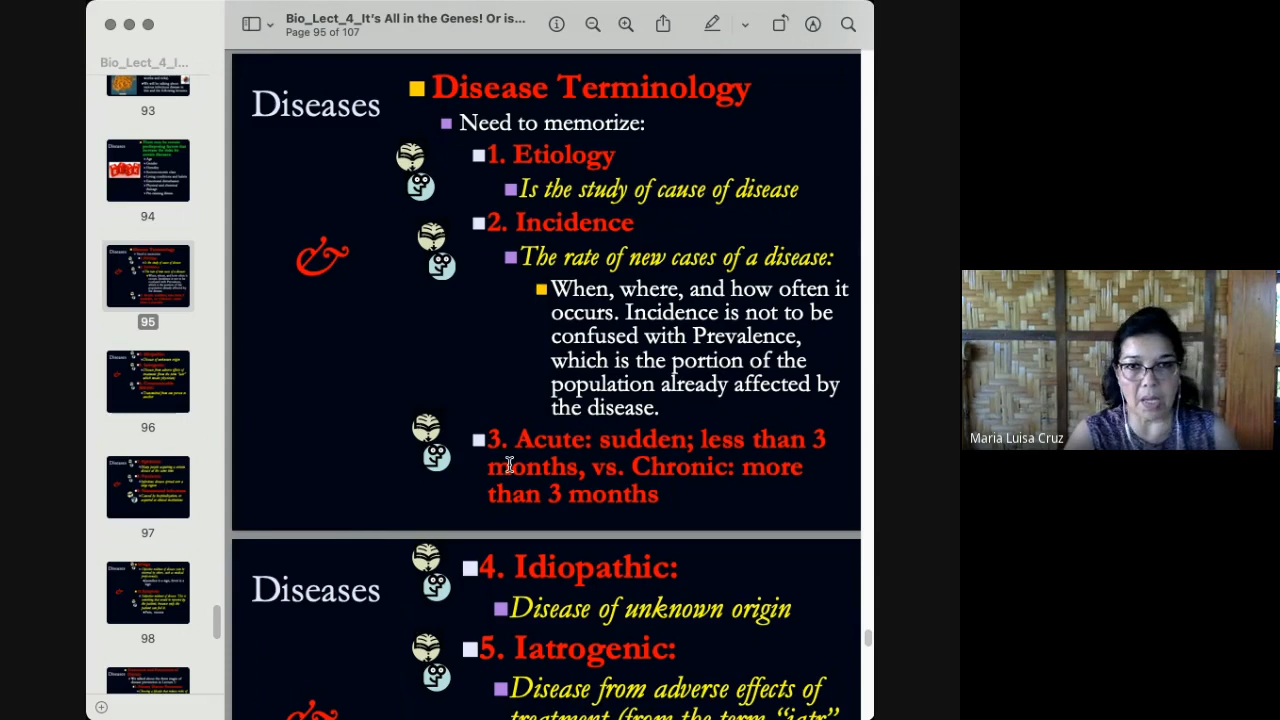 Bio_Lect_4_It's All in the Genes! Or is...
Page 95 of 107
Bio_Lect_4_I...
93
94
95
96
97
98
Diseases
Disease Terminology
Need to memorize:
1. Etiology
Is the study of cause of disease
2. Incidence
The rate of new cases of a disease:
When, where, and how often it
occurs. Incidence is not to be
confused with Prevalence,
which is the portion of the
population already affected by
the disease.
3. Acute: sudden; less than 3
months, vs. Chronic: more
than 3 months
&
Diseases
4. Idiopathic:
Disease of unknown origin
5. Iatrogenic:
Disease from adverse effects of
treatment (from the term "iatr"
Maria Luisa Cruz